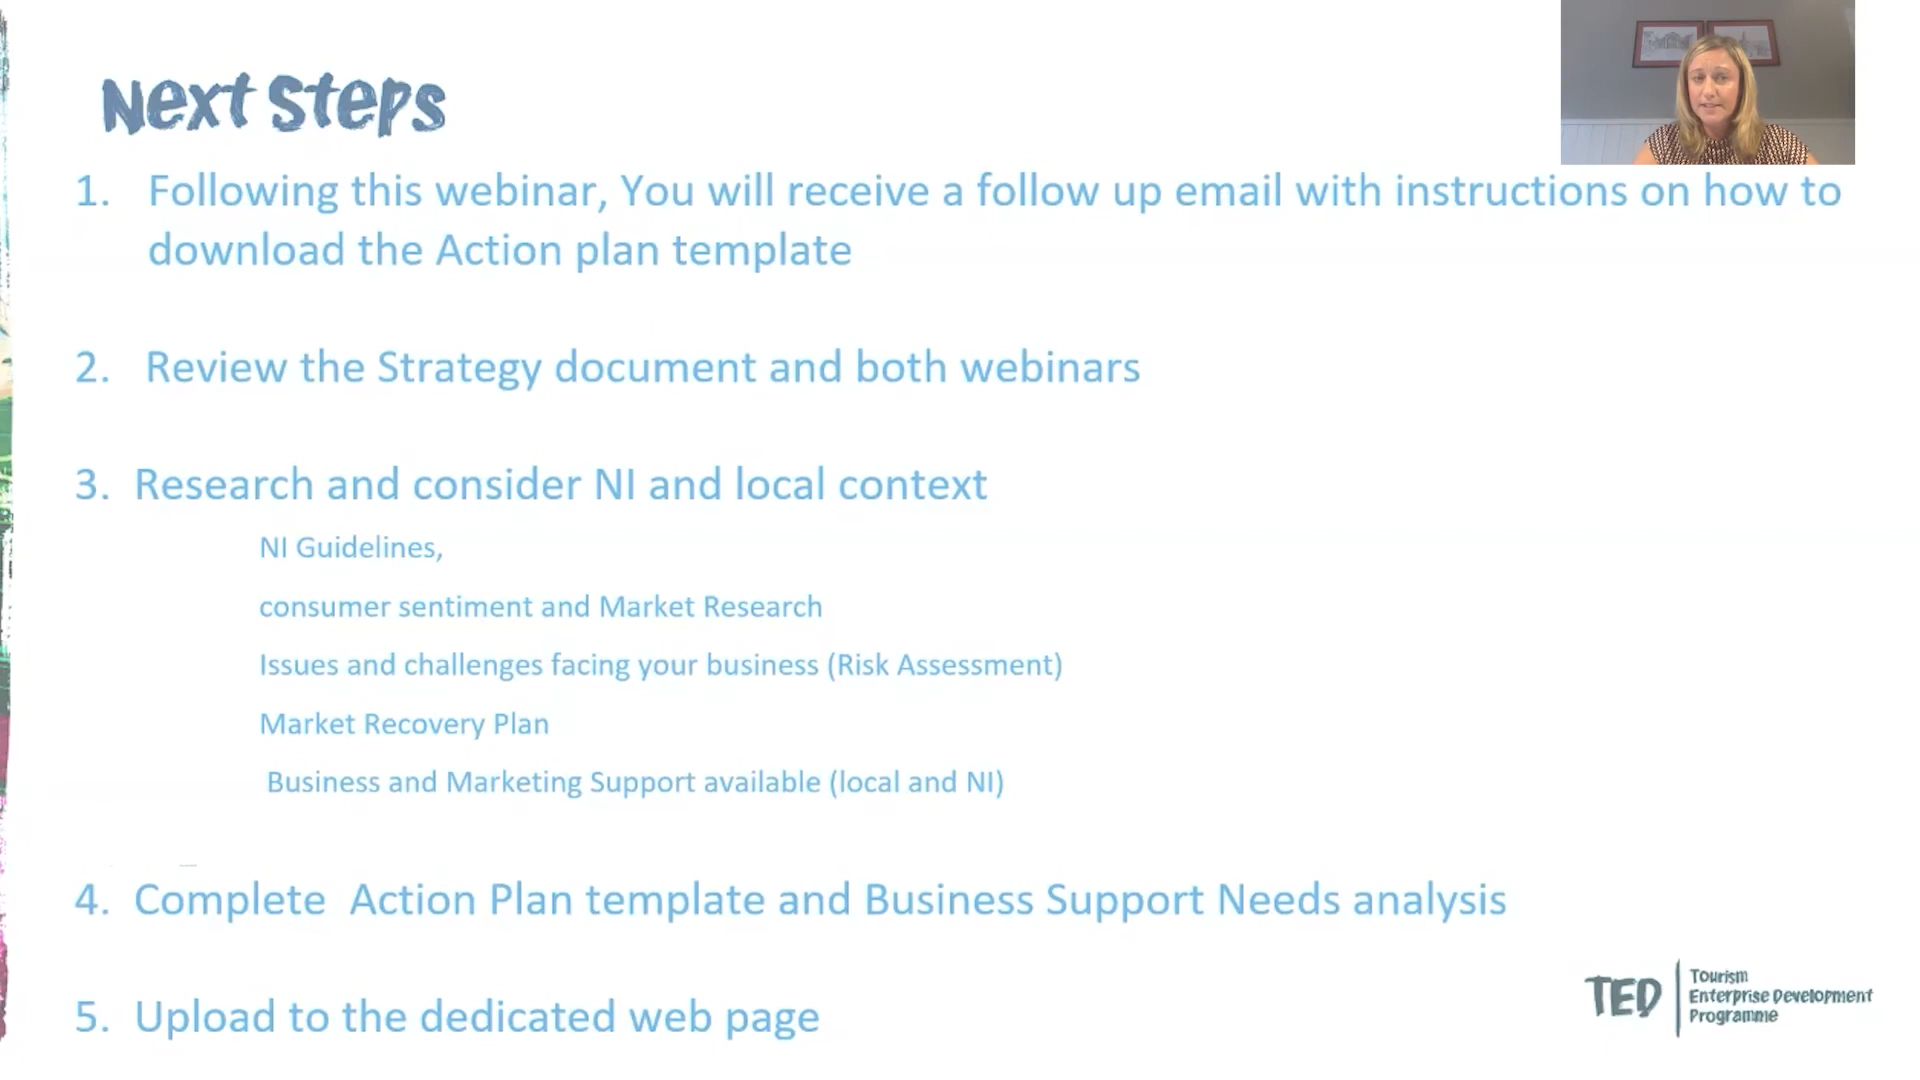 Next Steps
1. Following this webinar, You will receive a follow up email with instructions on how to
download the Action plan template
2. Review the Strategy document and both webinars
3. Research and consider NI and local context
NI Guidelines,
consumer sentiment and Market Research
Issues and challenges facing your business (Risk Assessment)
Market Recovery Plan
Business and Marketing Support available (local and NI)
4. Complete Action Plan template and Business Support Needs analysis
5. Upload to the dedicated web page
TED
Tourism
Enterprise Development
Programme